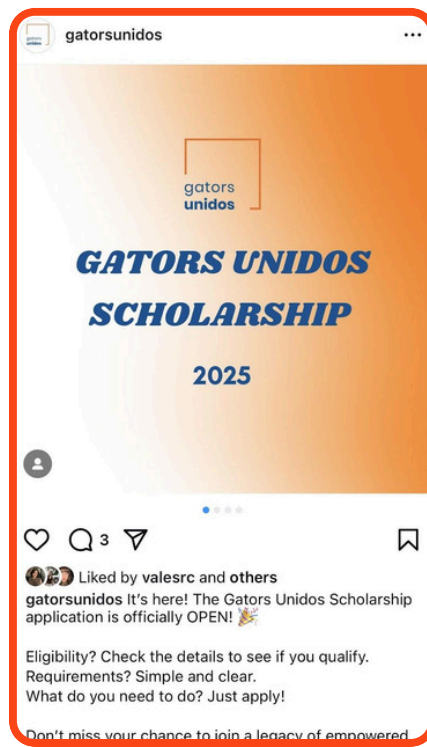 gatorsunidos
gators
unidos
GATORS UNIDOS
SCHOLARSHIP
2025
3
Liked by valesrc and others
gatorsunidos It's here! The Gators Unidos Scholarship
application is officially OPEN! 🎉
Eligibility? Check the details to see if you qualify.
Requirements? Simple and clear.
What do you need to do? Just apply!
Don't miss your chance to join a legacy of empowered